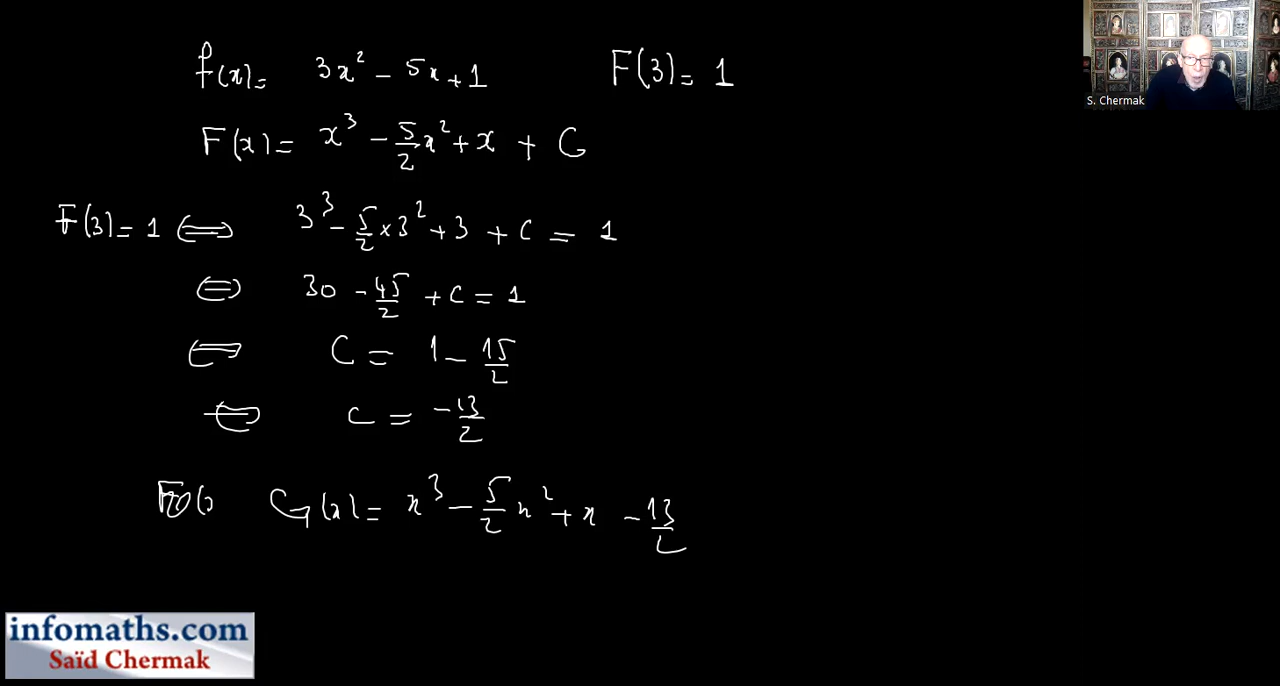 f(x)= 3x² - 5x+1 F(3)= 1
S. Chermak
F(x)= x³ - 5/2 x² + x + C
F(3)= 1 ⟺ 3³ - 5/2 × 3² + 3 + C = 1
⟺ 30 - 45/2 + C = 1
⟺ C = 1 - 15/2
⟺ C = -13/2
G(x)= x³ - 5/2 x² + x - 13/2
infomaths.com
Saïd Chermak